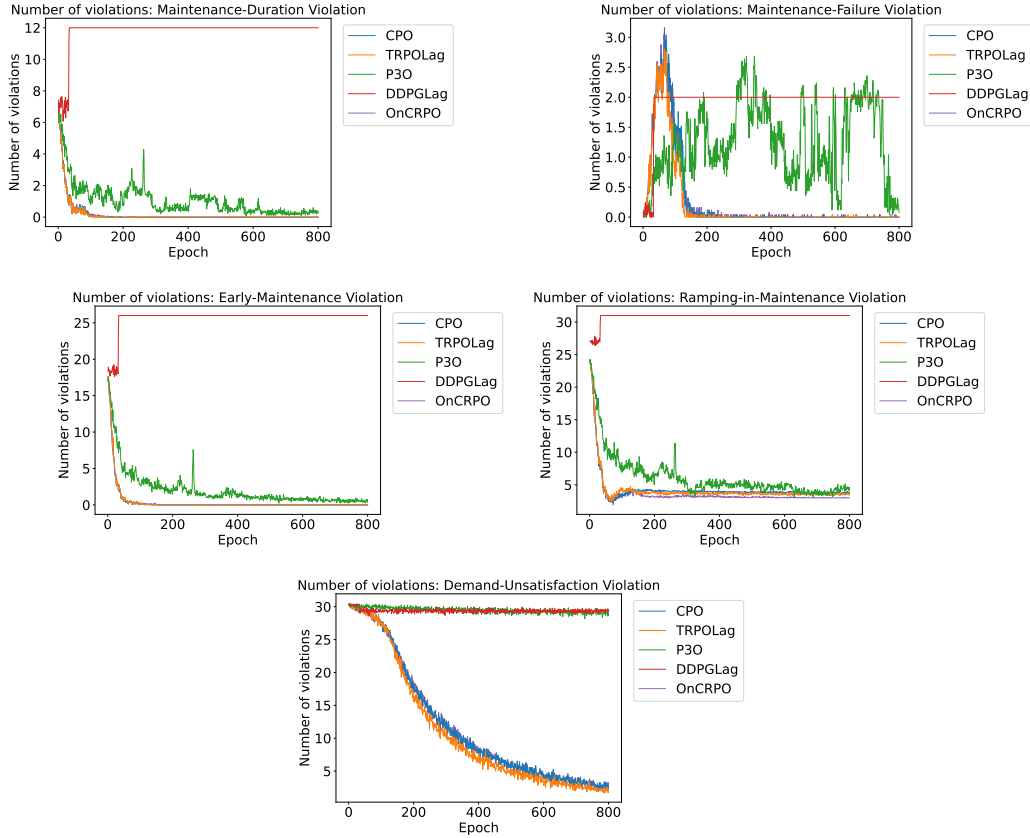 Number of violations: Maintenance-Duration Violation
12
10
8
6
4
2
0
Number of violations
0 200 400 600 800
Epoch
CPO
TRPOLag
P3O
DDPGLag
OnCRPO
Number of violations: Maintenance-Failure Violation
3.0
2.5
2.0
1.5
1.0
0.5
0.0
Number of violations
0 200 400 600 800
Epoch
CPO
TRPOLag
P3O
DDPGLag
OnCRPO
Number of violations: Early-Maintenance Violation
25
20
15
10
5
0
Number of violations
0 200 400 600 800
Epoch
CPO
TRPOLag
P3O
DDPGLag
OnCRPO
Number of violations: Ramping-in-Maintenance Violation
30
25
20
15
10
5
Number of violations
0 200 400 600 800
Epoch
CPO
TRPOLag
P3O
DDPGLag
OnCRPO
Number of violations: Demand-Unsatisfaction Violation
30
25
20
15
10
5
Number of violations
0 200 400 600 800
Epoch
CPO
TRPOLag
P3O
DDPGLag
OnCRPO